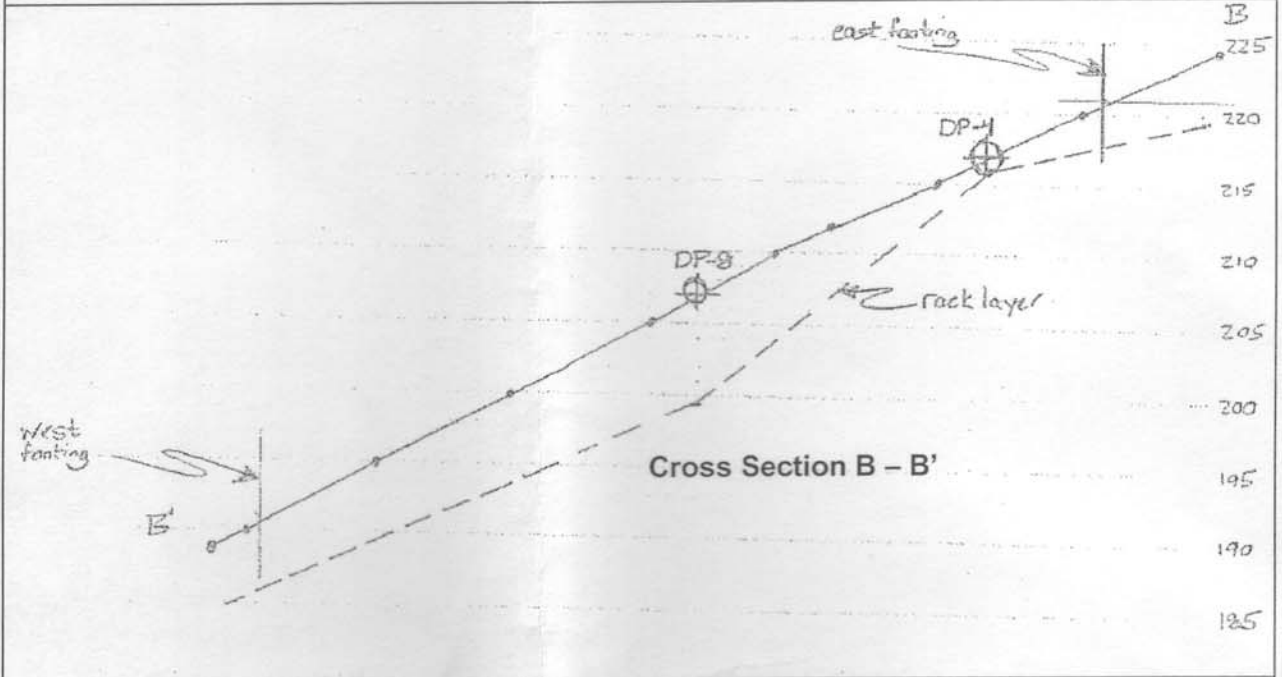 B
east footing
225
220
DP-4
215
210
DP-8
rock layer
205
200
west
footing
Cross Section B – B'
195
B'
190
185